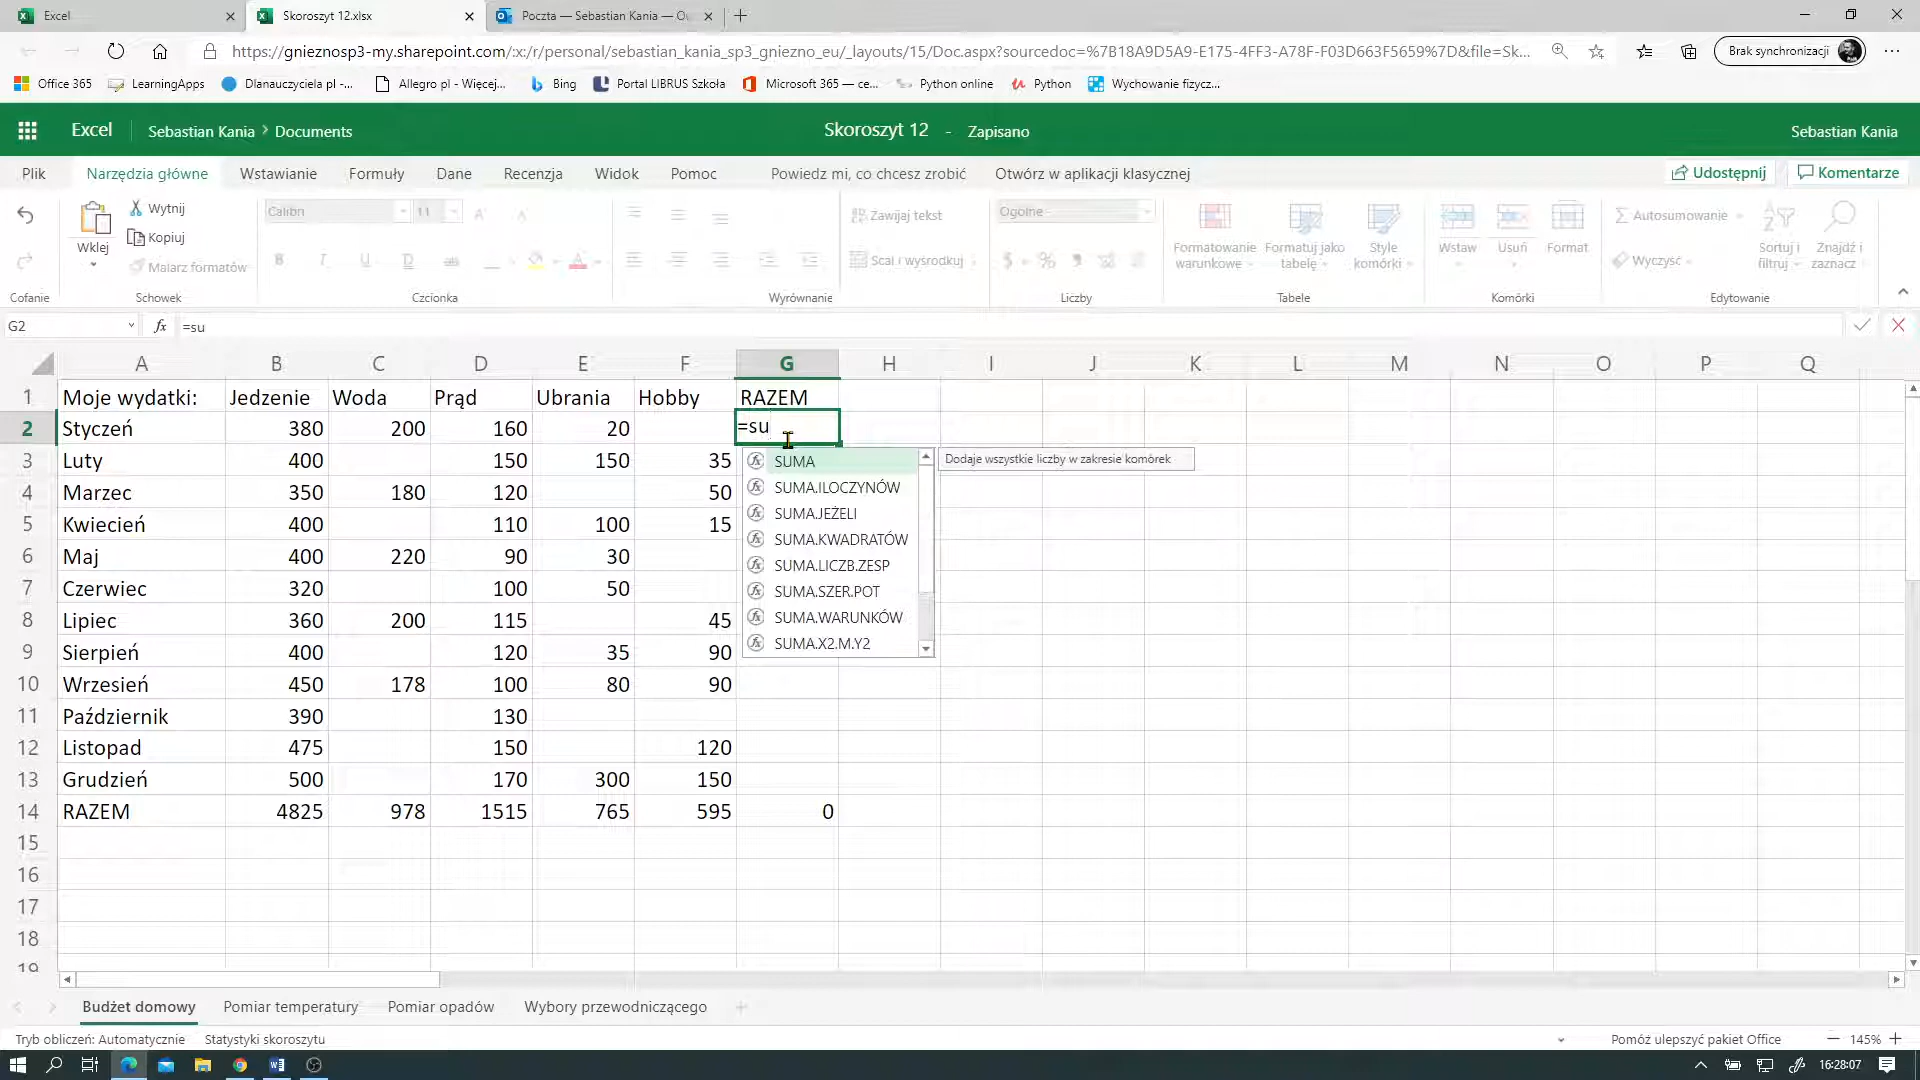 Excel
Skoroszyt 12.xlsx
Poczta — Sebastian Kania — Ou
https://gnieznosp3-my.sharepoint.com/:x:/r/personal/sebastian_kania_sp3_gniezno_eu/_layouts/15/Doc.aspx?sourcedoc=%7B18A9D5A9-E175-4FF3-A78F-F03D663F5659%7D&file=Sk...
Brak synchronizacji
Office 365 LearningApps Dlanauczyciela pl -... Allegro pl - Więcej,... Bing Portal LIBRUS Szkoła Microsoft 365 — ce... Python online Python Wychowanie fizycz...
Excel Sebastian Kania > Documents Skoroszyt 12 - Zapisano Sebastian Kania
Plik Narzędzia główne Wstawianie Formuły Dane Recenzja Widok Pomoc Powiedz mi, co chcesz zrobić Otwórz w aplikacji klasycznej Udostępnij Komentarze
Wklej
Wytnij
Kopiuj
Malarz formatów
Calibri 11
Zawijaj tekst
Scal i wyśrodkuj
Ogólne
Formatowanie warunkowe
Formatuj jako tabelę
Style komórki
Wstaw Usuń Format
Autosumowanie
Wyczyść
Sortuj i filtruj
Znajdź i zaznacz
Cofanie Schowek Czcionka Wyrównanie Liczby Tabele Komórki Edytowanie
G2 fx =su
A B C D E F G H I J K L M N O P Q
1 Moje wydatki: Jedzenie Woda Prąd Ubrania Hobby RAZEM
2 Styczeń 380 200 160 20 =su
3 Luty 400 150 150 35
4 Marzec 350 180 120 50
5 Kwiecień 400 110 100 15
6 Maj 400 220 90 30
7 Czerwiec 320 100 50
8 Lipiec 360 200 115 45
9 Sierpień 400 120 35 90
10 Wrzesień 450 178 100 80 90
11 Październik 390 130
12 Listopad 475 150 120
13 Grudzień 500 170 300 150
14 RAZEM 4825 978 1515 765 595 0
15
16
17
18
19
SUMA
SUMA.ILOCZYNÓW
SUMA.JEŻELI
SUMA.KWADRATÓW
SUMA.LICZB.ZESP
SUMA.SZER.POT
SUMA.WARUNKÓW
SUMA.X2.M.Y2
Dodaje wszystkie liczby w zakresie komórek
Budżet domowy Pomiar temperatury Pomiar opadów Wybory przewodniczącego
Tryb obliczeń: Automatycznie Statystyki skoroszytu Pomóż ulepszyć pakiet Office 145%
16:28:07